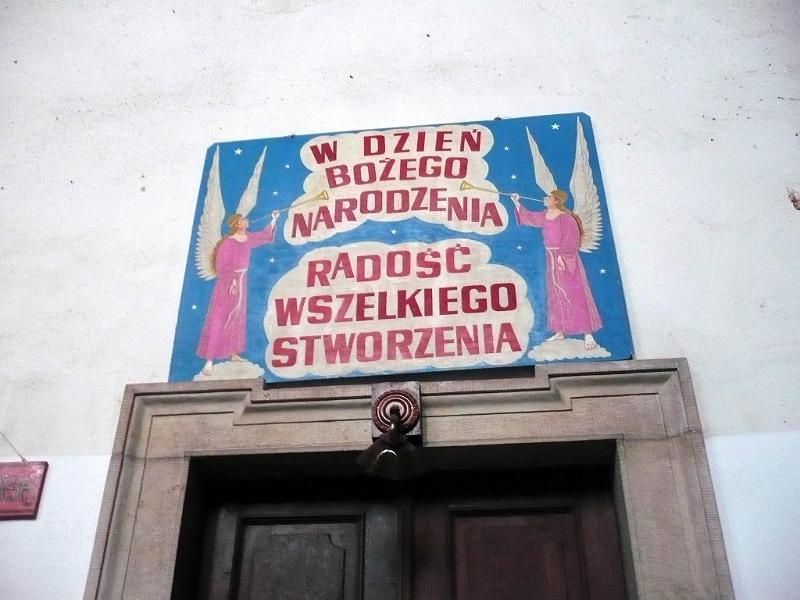 W DZIEŃ
BOŻEGO
NARODZENIA
RADOŚĆ
WSZELKIEGO
STWORZENIA